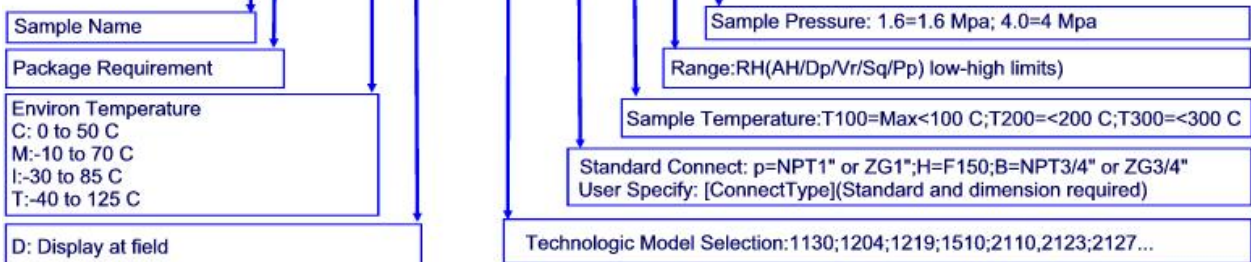 Sample Name
Package Requirement
Environ Temperature
C: 0 to 50 C
M:-10 to 70 C
I:-30 to 85 C
T:-40 to 125 C
D: Display at field
Sample Pressure: 1.6=1.6 Mpa; 4.0=4 Mpa
Range:RH(AH/Dp/Vr/Sq/Pp) low-high limits)
Sample Temperature:T100=Max<100 C;T200=<200 C;T300=<300 C
Standard Connect: p=NPT1" or ZG1";H=F150;B=NPT3/4" or ZG3/4"
User Specify: [ConnectType](Standard and dimension required)
Technologic Model Selection:1130;1204;1219;1510;2110,2123;2127...